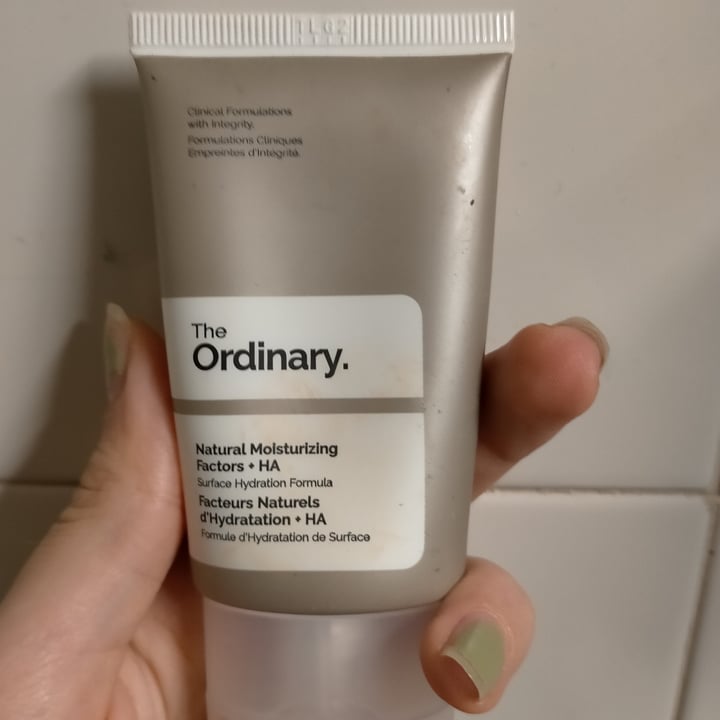 1L62
Clinical Formulations
with Integrity.
Formulations Cliniques
Empreintes d'Intégrité.
The
Ordinary.
Natural Moisturizing
Factors + HA
Surface Hydration Formula
Facteurs Naturels
d'Hydratation + HA
Formule d'Hydratation de Surface